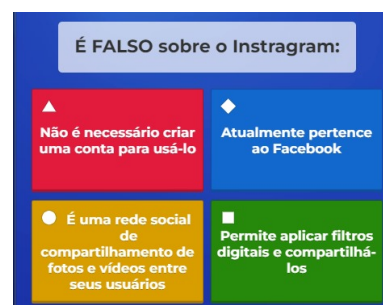 É FALSO sobre o Instragram:
Não é necessário criar
uma conta para usá-lo
Atualmente pertence
ao Facebook
É uma rede social
de
compartilhamento de
fotos e vídeos entre
seus usuários
Permite aplicar filtros
digitais e compartilhá-
los